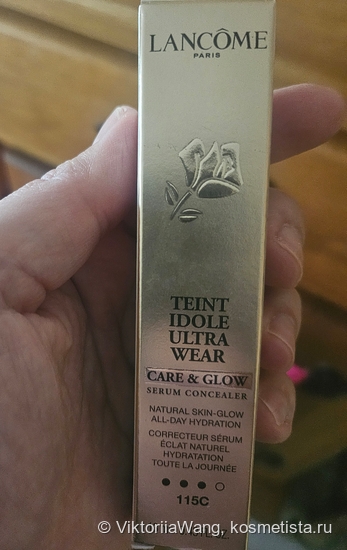 LANCÔME
PARIS
TEINT
IDOLE
ULTRA
WEAR
CARE & GLOW
SERUM CONCEALER
NATURAL SKIN-GLOW
ALL-DAY HYDRATION
CORRECTEUR SÉRUM
ÉCLAT NATUREL
HYDRATATION
TOUTE LA JOURNÉE
115C
© ViktoriiaWang, kosmetista.ru